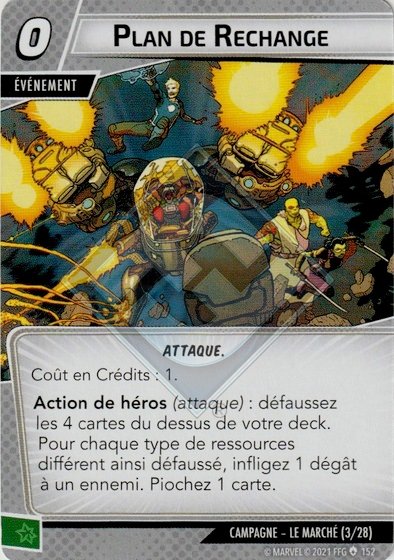 0
PLAN DE RECHANGE
ÉVÉNEMENT
ATTAQUE.
Coût en Crédits : 1.
Action de héros (attaque) : défaussez
les 4 cartes du dessus de votre deck.
Pour chaque type de ressources
différent ainsi défaussé, infligez 1 dégât
à un ennemi. Piochez 1 carte.
CAMPAGNE – LE MARCHÉ (3/28)
© MARVEL © 2021 FFG 152